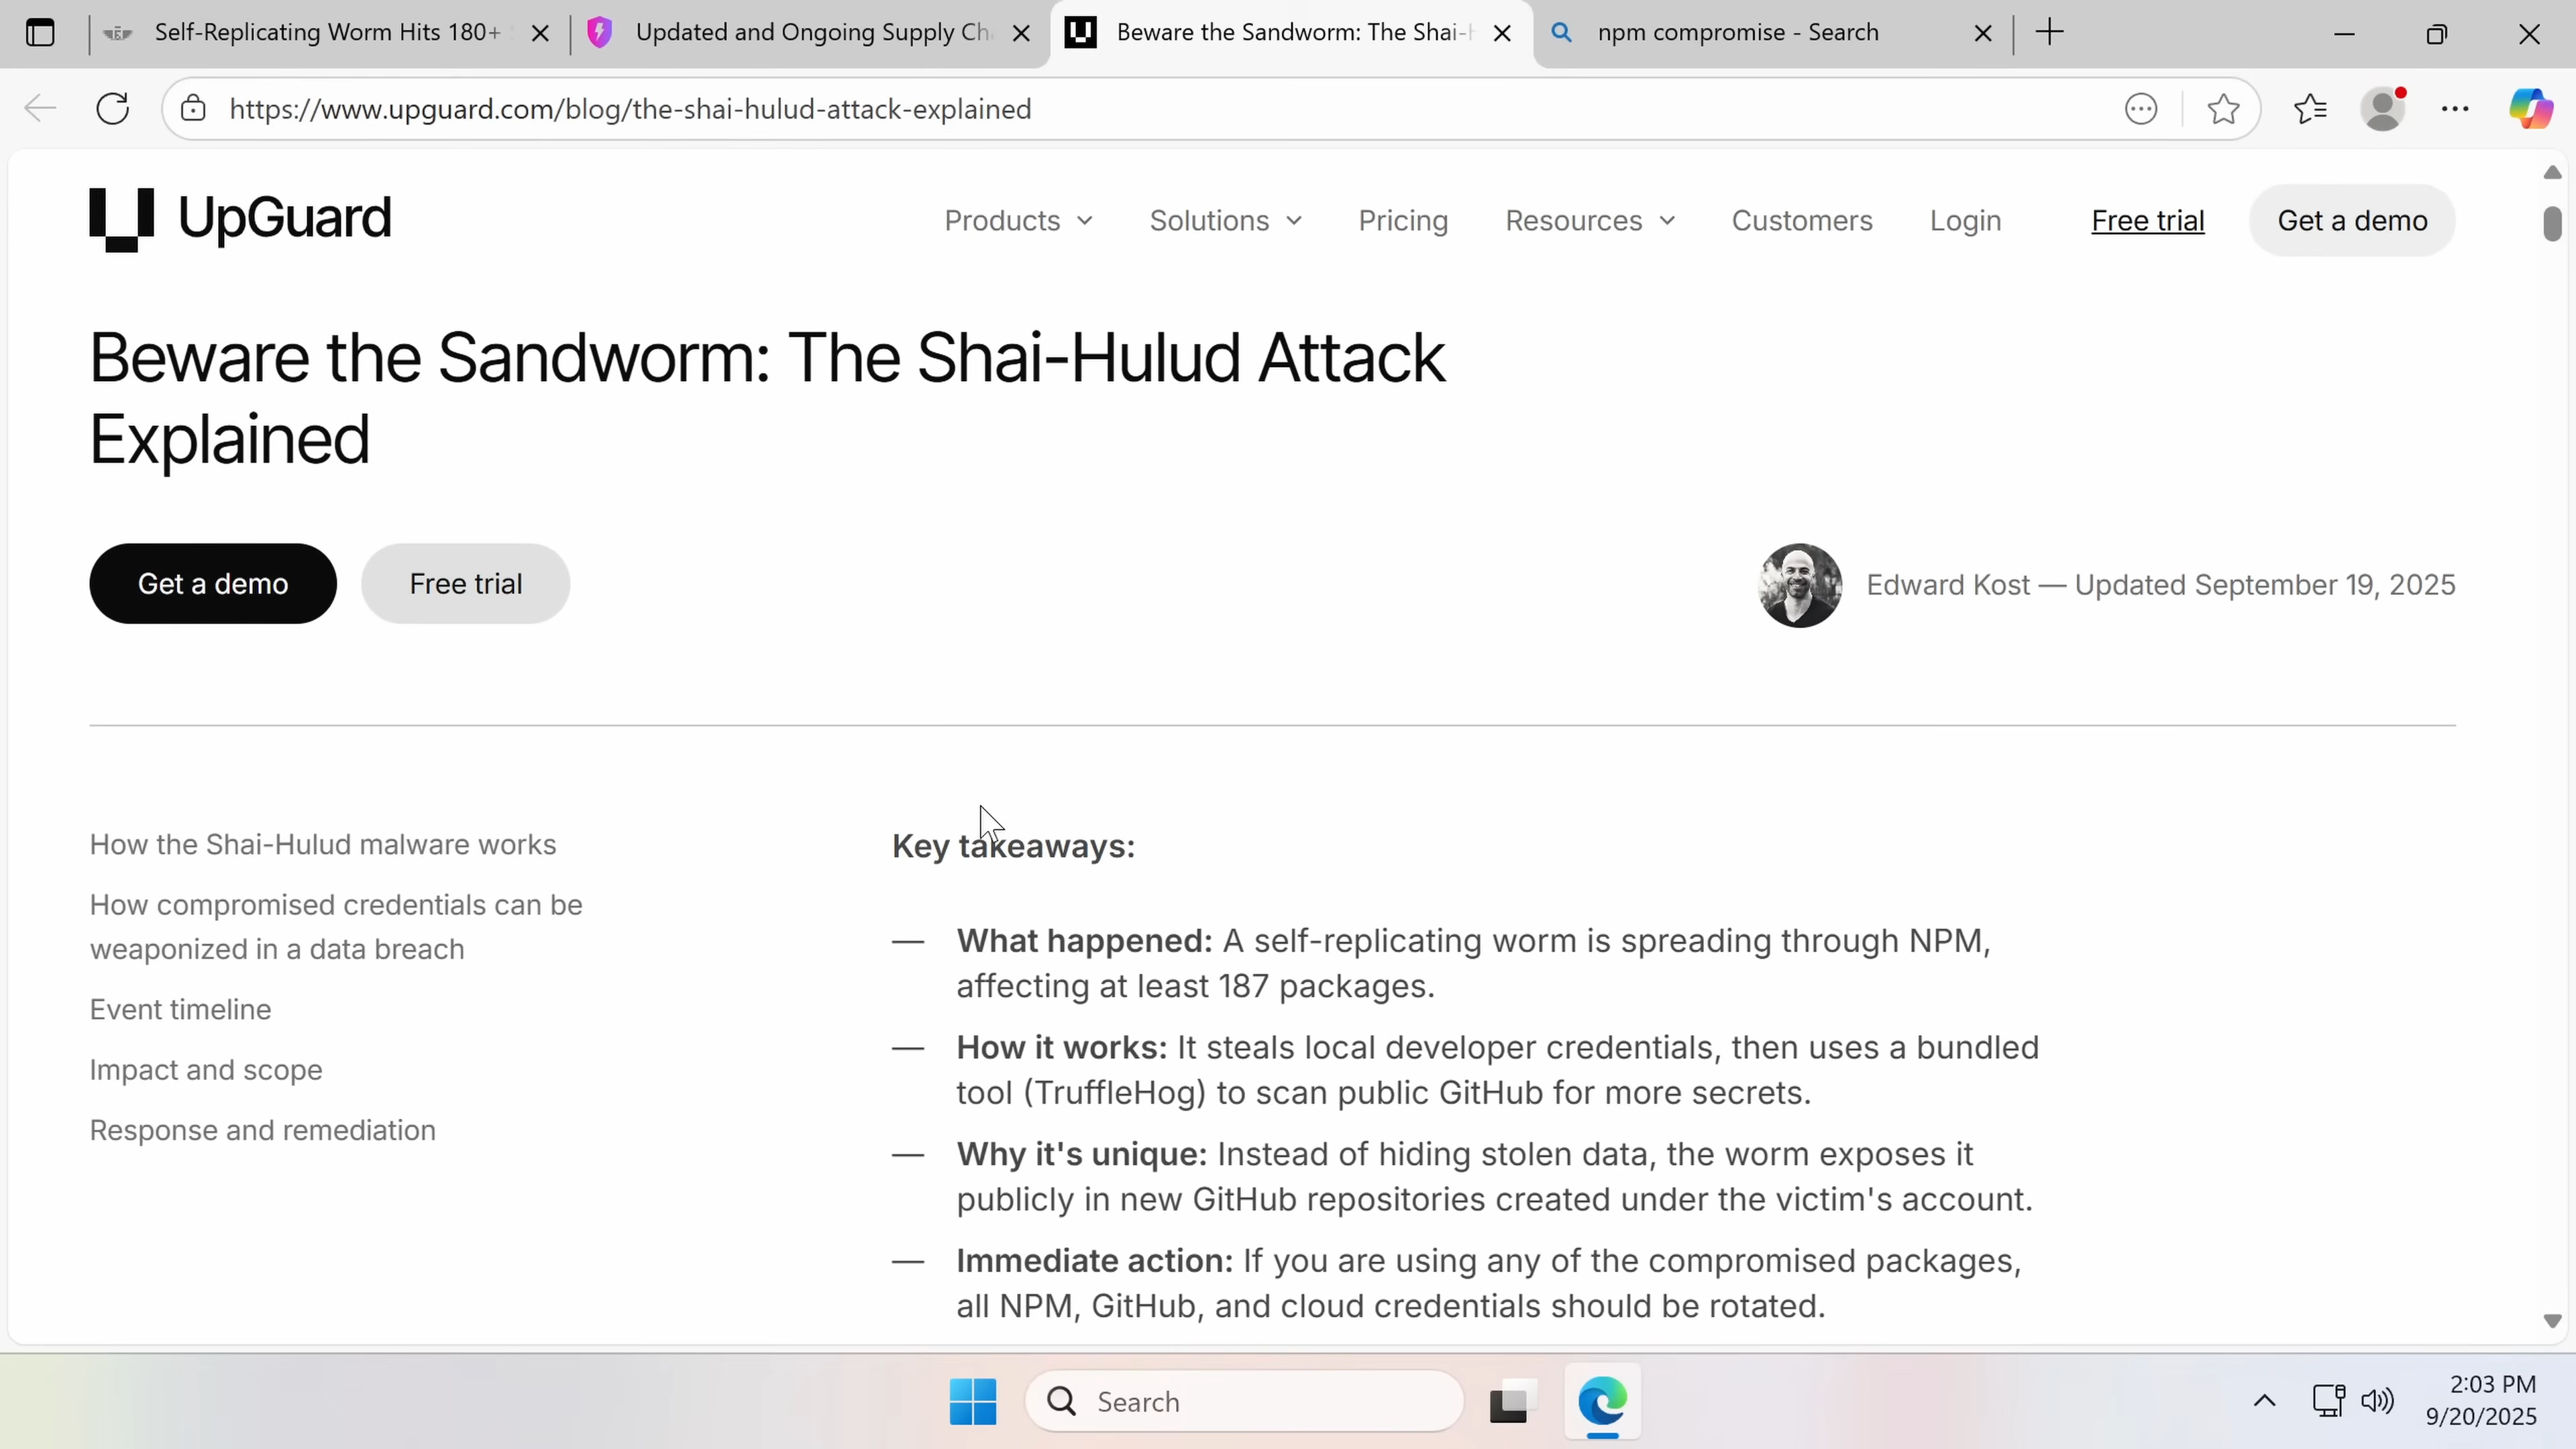 Self-Replicating Worm Hits 180+
Updated and Ongoing Supply Ch
Beware the Sandworm: The Shai-H
npm compromise - Search
https://www.upguard.com/blog/the-shai-hulud-attack-explained
UpGuard
Products
Solutions
Pricing
Resources
Customers
Login
Free trial
Get a demo
Beware the Sandworm: The Shai-Hulud Attack
Explained
Get a demo
Free trial
Edward Kost — Updated September 19, 2025
How the Shai-Hulud malware works
How compromised credentials can be
weaponized in a data breach
Event timeline
Impact and scope
Response and remediation
Key takeaways:
— What happened: A self-replicating worm is spreading through NPM,
affecting at least 187 packages.
— How it works: It steals local developer credentials, then uses a bundled
tool (TruffleHog) to scan public GitHub for more secrets.
— Why it's unique: Instead of hiding stolen data, the worm exposes it
publicly in new GitHub repositories created under the victim's account.
— Immediate action: If you are using any of the compromised packages,
all NPM, GitHub, and cloud credentials should be rotated.
Search
2:03 PM
9/20/2025